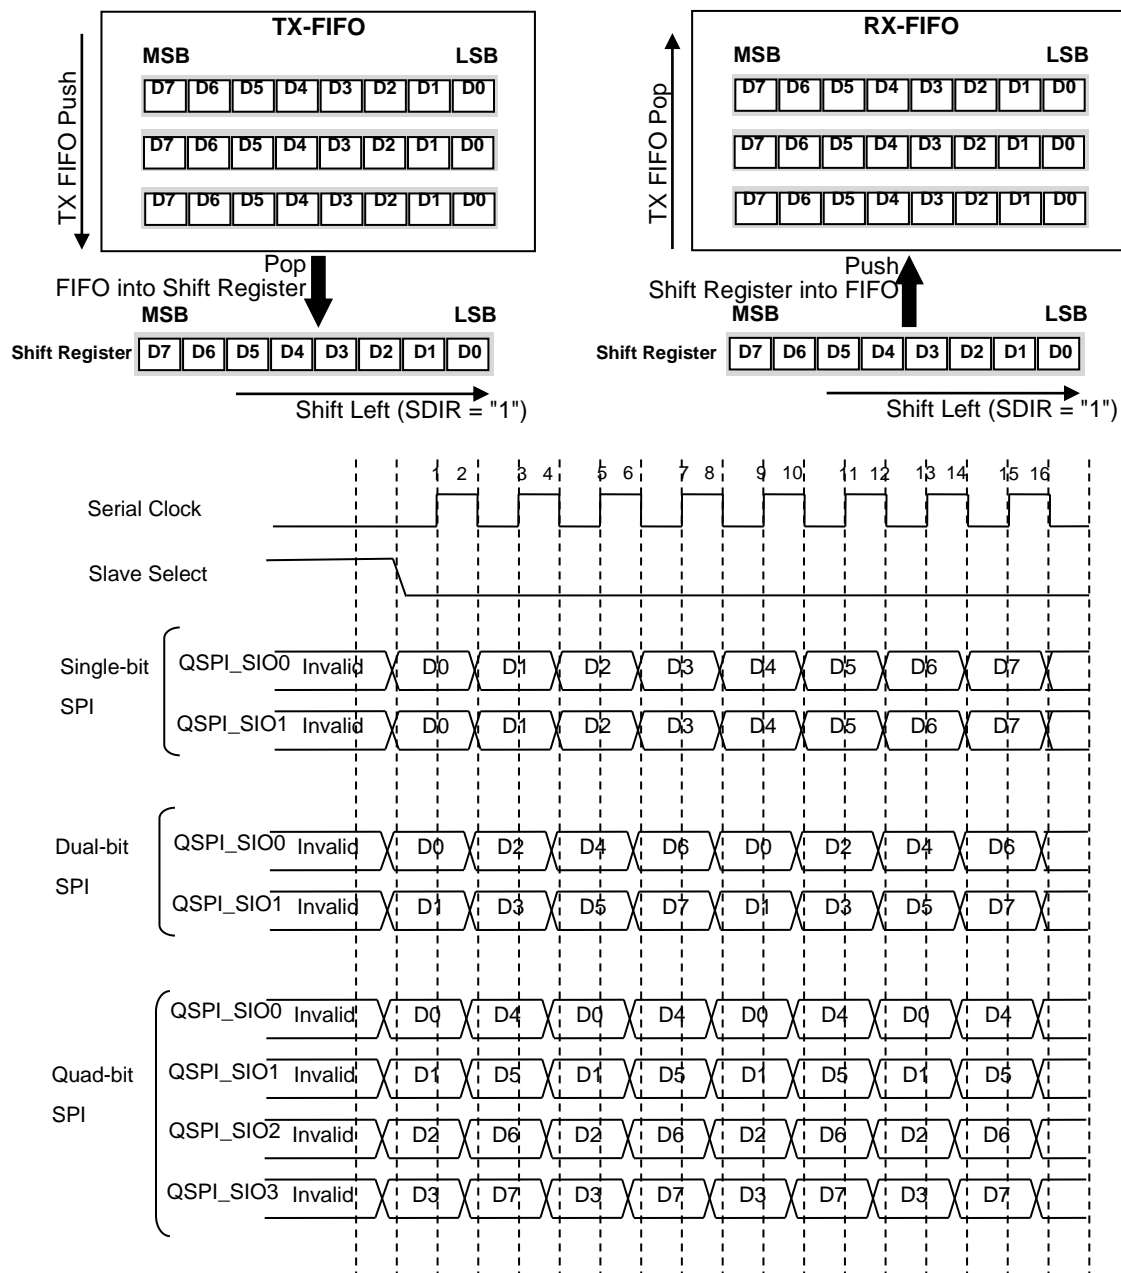 TX-FIFO
MSB LSB
D7 D6 D5 D4 D3 D2 D1 D0
D7 D6 D5 D4 D3 D2 D1 D0
D7 D6 D5 D4 D3 D2 D1 D0
TX FIFO Push
Pop
FIFO into Shift Register
MSB LSB
Shift Register D7 D6 D5 D4 D3 D2 D1 D0
Shift Left (SDIR = "1")
RX-FIFO
MSB LSB
D7 D6 D5 D4 D3 D2 D1 D0
D7 D6 D5 D4 D3 D2 D1 D0
D7 D6 D5 D4 D3 D2 D1 D0
TX FIFO Pop
Push
Shift Register into FIFO
MSB LSB
Shift Register D7 D6 D5 D4 D3 D2 D1 D0
Shift Left (SDIR = "1")
1 2 3 4 5 6 7 8 9 10 11 12 13 14 15 16
Serial Clock
Slave Select
Single-bit
SPI
QSPI_SIO0 Invalid D0 D1 D2 D3 D4 D5 D6 D7
QSPI_SIO1 Invalid D0 D1 D2 D3 D4 D5 D6 D7
Dual-bit
SPI
QSPI_SIO0 Invalid D0 D2 D4 D6 D0 D2 D4 D6
QSPI_SIO1 Invalid D1 D3 D5 D7 D1 D3 D5 D7
Quad-bit
SPI
QSPI_SIO0 Invalid D0 D4 D0 D4 D0 D4 D0 D4
QSPI_SIO1 Invalid D1 D5 D1 D5 D1 D5 D1 D5
QSPI_SIO2 Invalid D2 D6 D2 D6 D2 D6 D2 D6
QSPI_SIO3 Invalid D3 D7 D3 D7 D3 D7 D3 D7